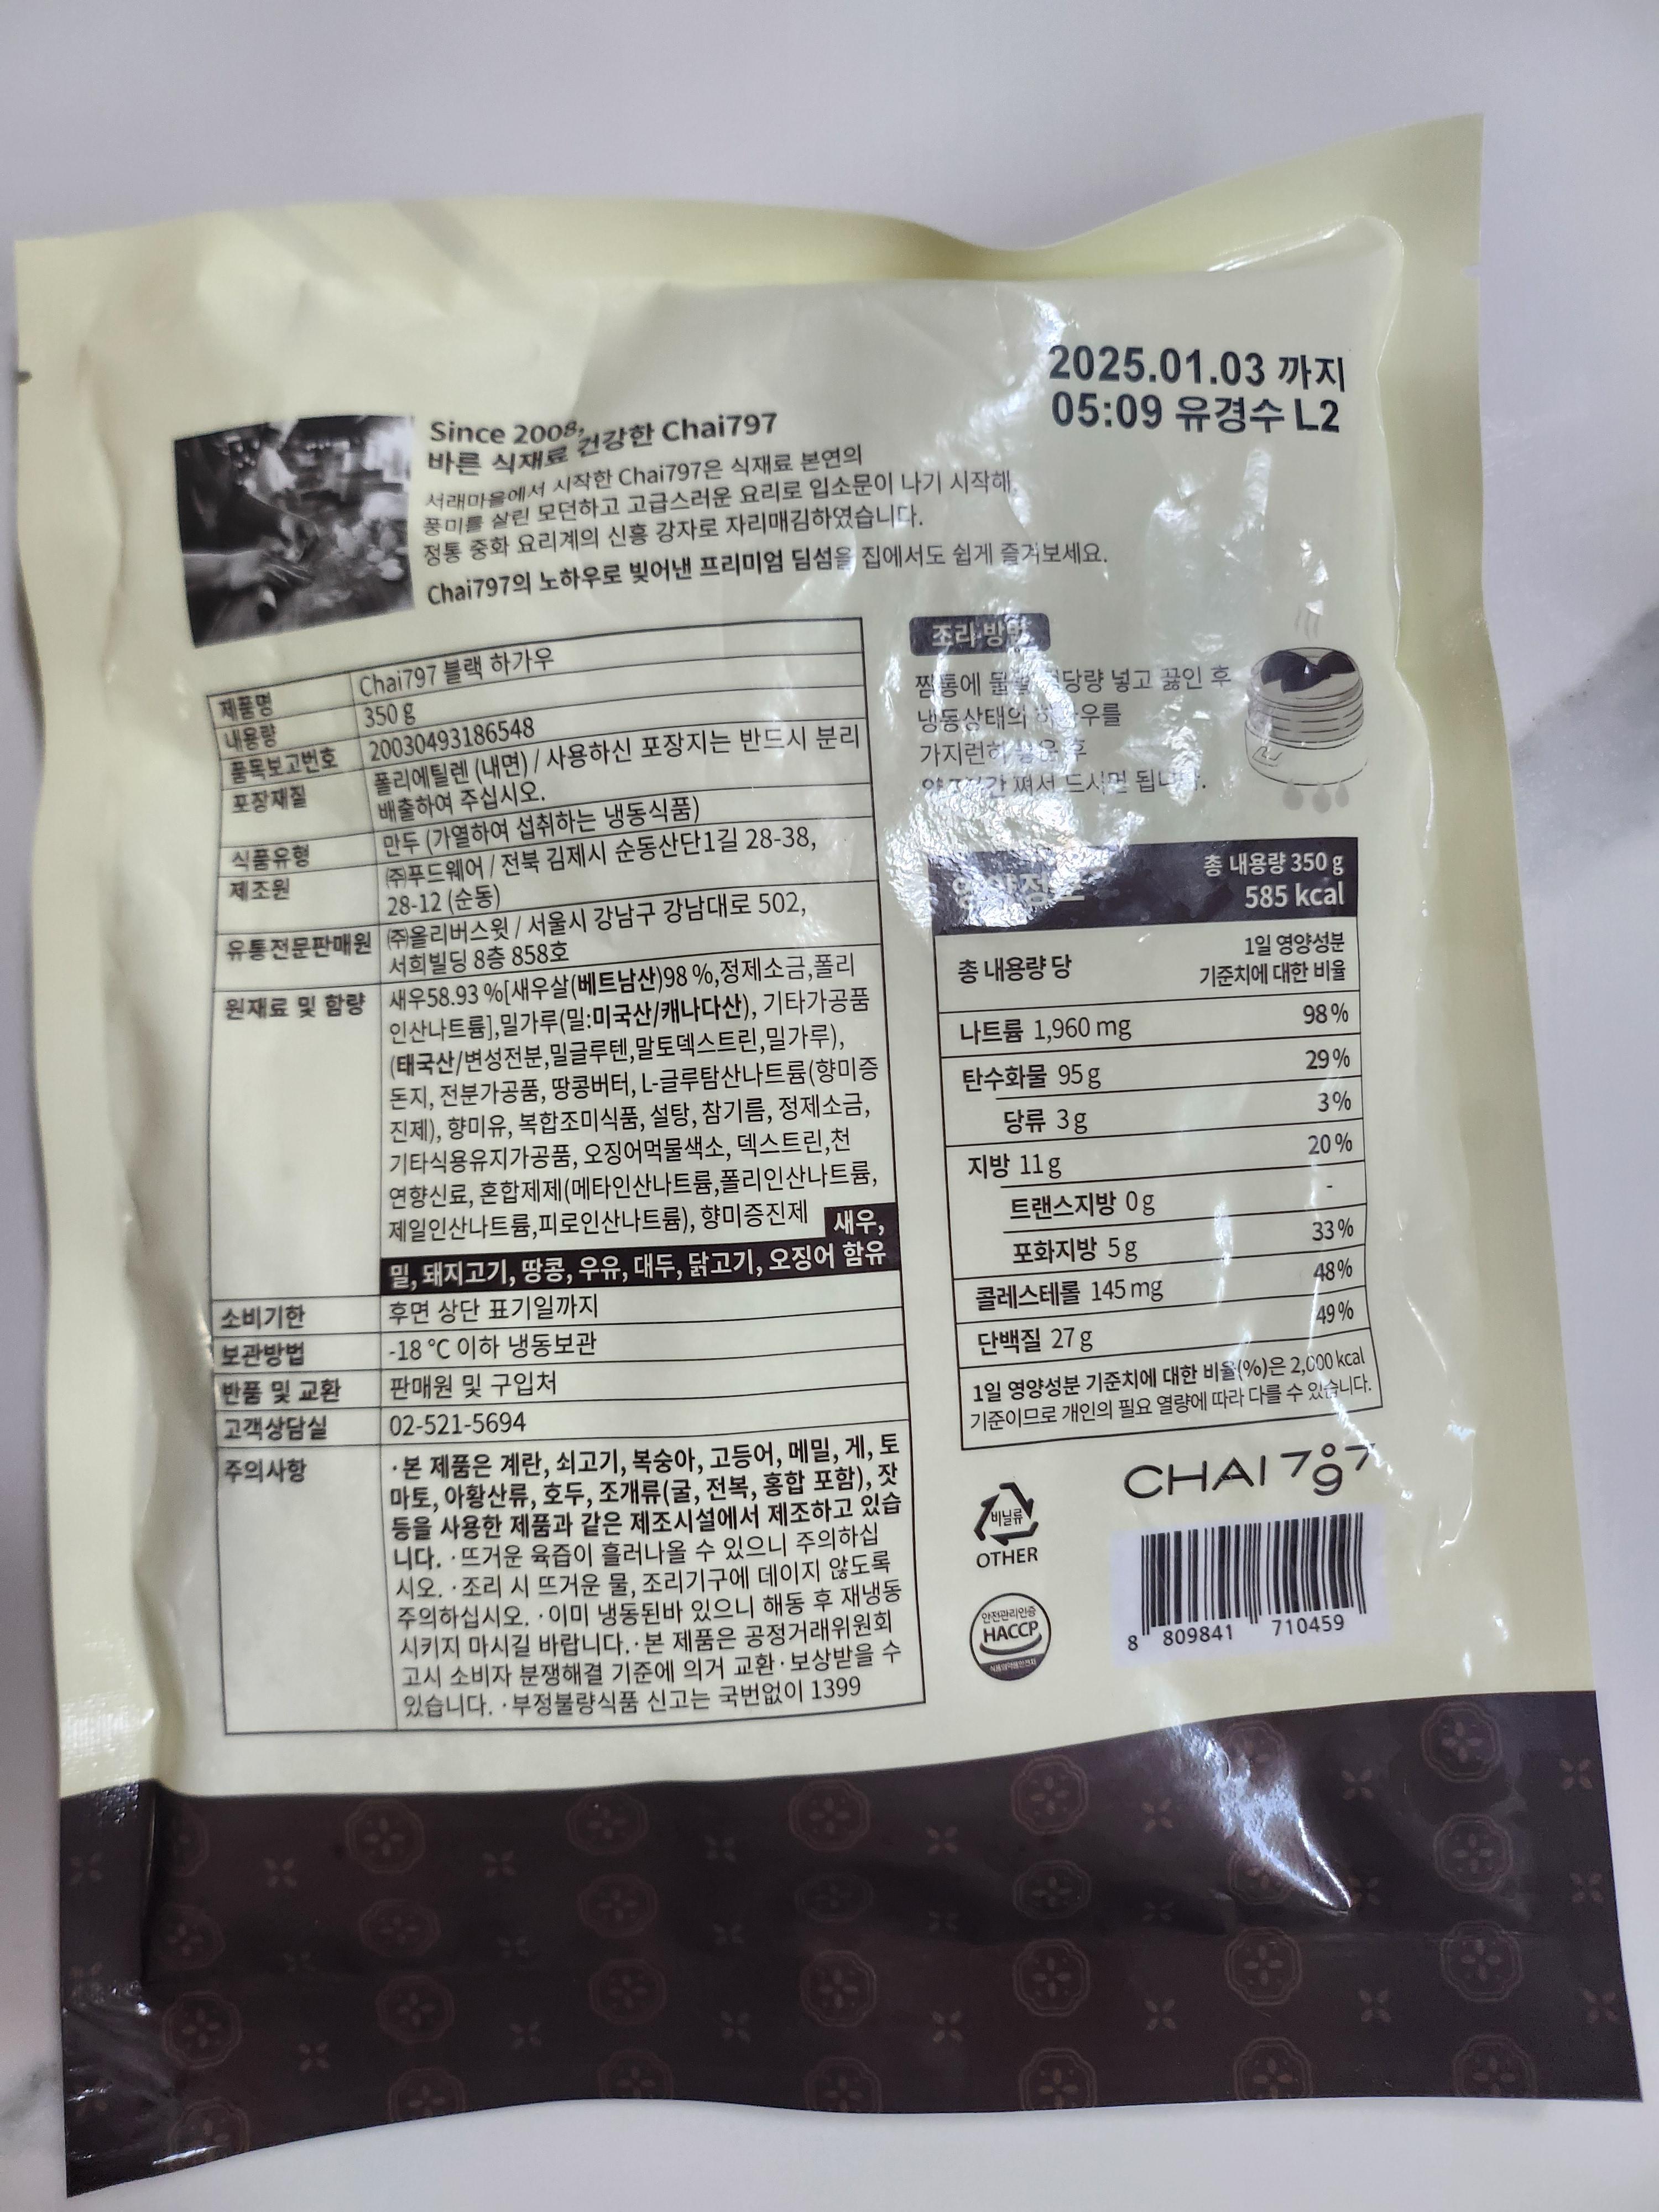 2025.01.03 까지
05:09 유경수 L2
Since 2008,
바른 식재료 건강한 Chai797
서래마을에서 시작한 Chai797은 식재료 본연의
풍미를 살린 모던하고 고급스러운 요리로 입소문이 나기 시작해,
정통 중화 요리계의 신흥 강자로 자리매김하였습니다.
Chai797의 노하우로 빚어낸 프리미엄 딤섬을 집에서도 쉽게 즐겨보세요.
제품명 Chai797 블랙 하가우
내용량 350 g
품목보고번호 20030493186548
포장재질 폴리에틸렌 (내면) / 사용하신 포장지는 반드시 분리
배출하여 주십시오.
식품유형 만두 (가열하여 섭취하는 냉동식품)
제조원 ㈜푸드웨어 / 전북 김제시 순동산단1길 28-38,
28-12 (순동)
유통전문판매원 ㈜올리버스윗 / 서울시 강남구 강남대로 502,
서희빌딩 8층 858호
원재료 및 함량 새우58.93 %[새우살(베트남산)98 %,정제소금,폴리
인산나트륨],밀가루(밀:미국산/캐나다산), 기타가공품
(태국산/변성전분,밀글루텐,말토덱스트린,밀가루),
돈지, 전분가공품, 땅콩버터, L-글루탐산나트륨(향미증
진제), 향미유, 복합조미식품, 설탕, 참기름, 정제소금,
기타식용유지가공품, 오징어먹물색소, 덱스트린,천
연향신료, 혼합제제(메타인산나트륨,폴리인산나트륨,
제일인산나트륨,피로인산나트륨), 향미증진제 새우,
밀, 돼지고기, 땅콩, 우유, 대두, 닭고기, 오징어 함유
소비기한 후면 상단 표기일까지
보관방법 -18 ℃ 이하 냉동보관
반품 및 교환 판매원 및 구입처
고객상담실 02-521-5694
주의사항 ·본 제품은 계란, 쇠고기, 복숭아, 고등어, 메밀, 게, 토
마토, 아황산류, 호두, 조개류(굴, 전복, 홍합 포함), 잣
등을 사용한 제품과 같은 제조시설에서 제조하고 있습
니다. ·뜨거운 육즙이 흘러나올 수 있으니 주의하십
시오. ·조리 시 뜨거운 물, 조리기구에 데이지 않도록
주의하십시오. ·이미 냉동된바 있으니 해동 후 재냉동
시키지 마시길 바랍니다. ·본 제품은 공정거래위원회
고시 소비자 분쟁해결 기준에 의거 교환·보상받을 수
있습니다. ·부정불량식품 신고는 국번없이 1399
조리 방법
찜통에 물을 넣고 끓인 후
냉동상태의
가지런히 후
쪄서 드시면 됩니다.
영양정보
총 내용량 350 g
585 kcal
총 내용량 당 1일 영양성분
기준치에 대한 비율
나트륨 1,960 mg 98 %
탄수화물 95 g 29 %
당류 3 g 3 %
지방 11 g 20 %
트랜스지방 0 g -
포화지방 5 g 33 %
콜레스테롤 145 mg 48 %
단백질 27 g 49 %
1일 영양성분 기준치에 대한 비율(%)은 2,000 kcal
기준이므로 개인의 필요 열량에 따라 다를 수 있습니다.
CHAI 797
비닐류
OTHER
안전관리인증
HACCP
8 809841 710459